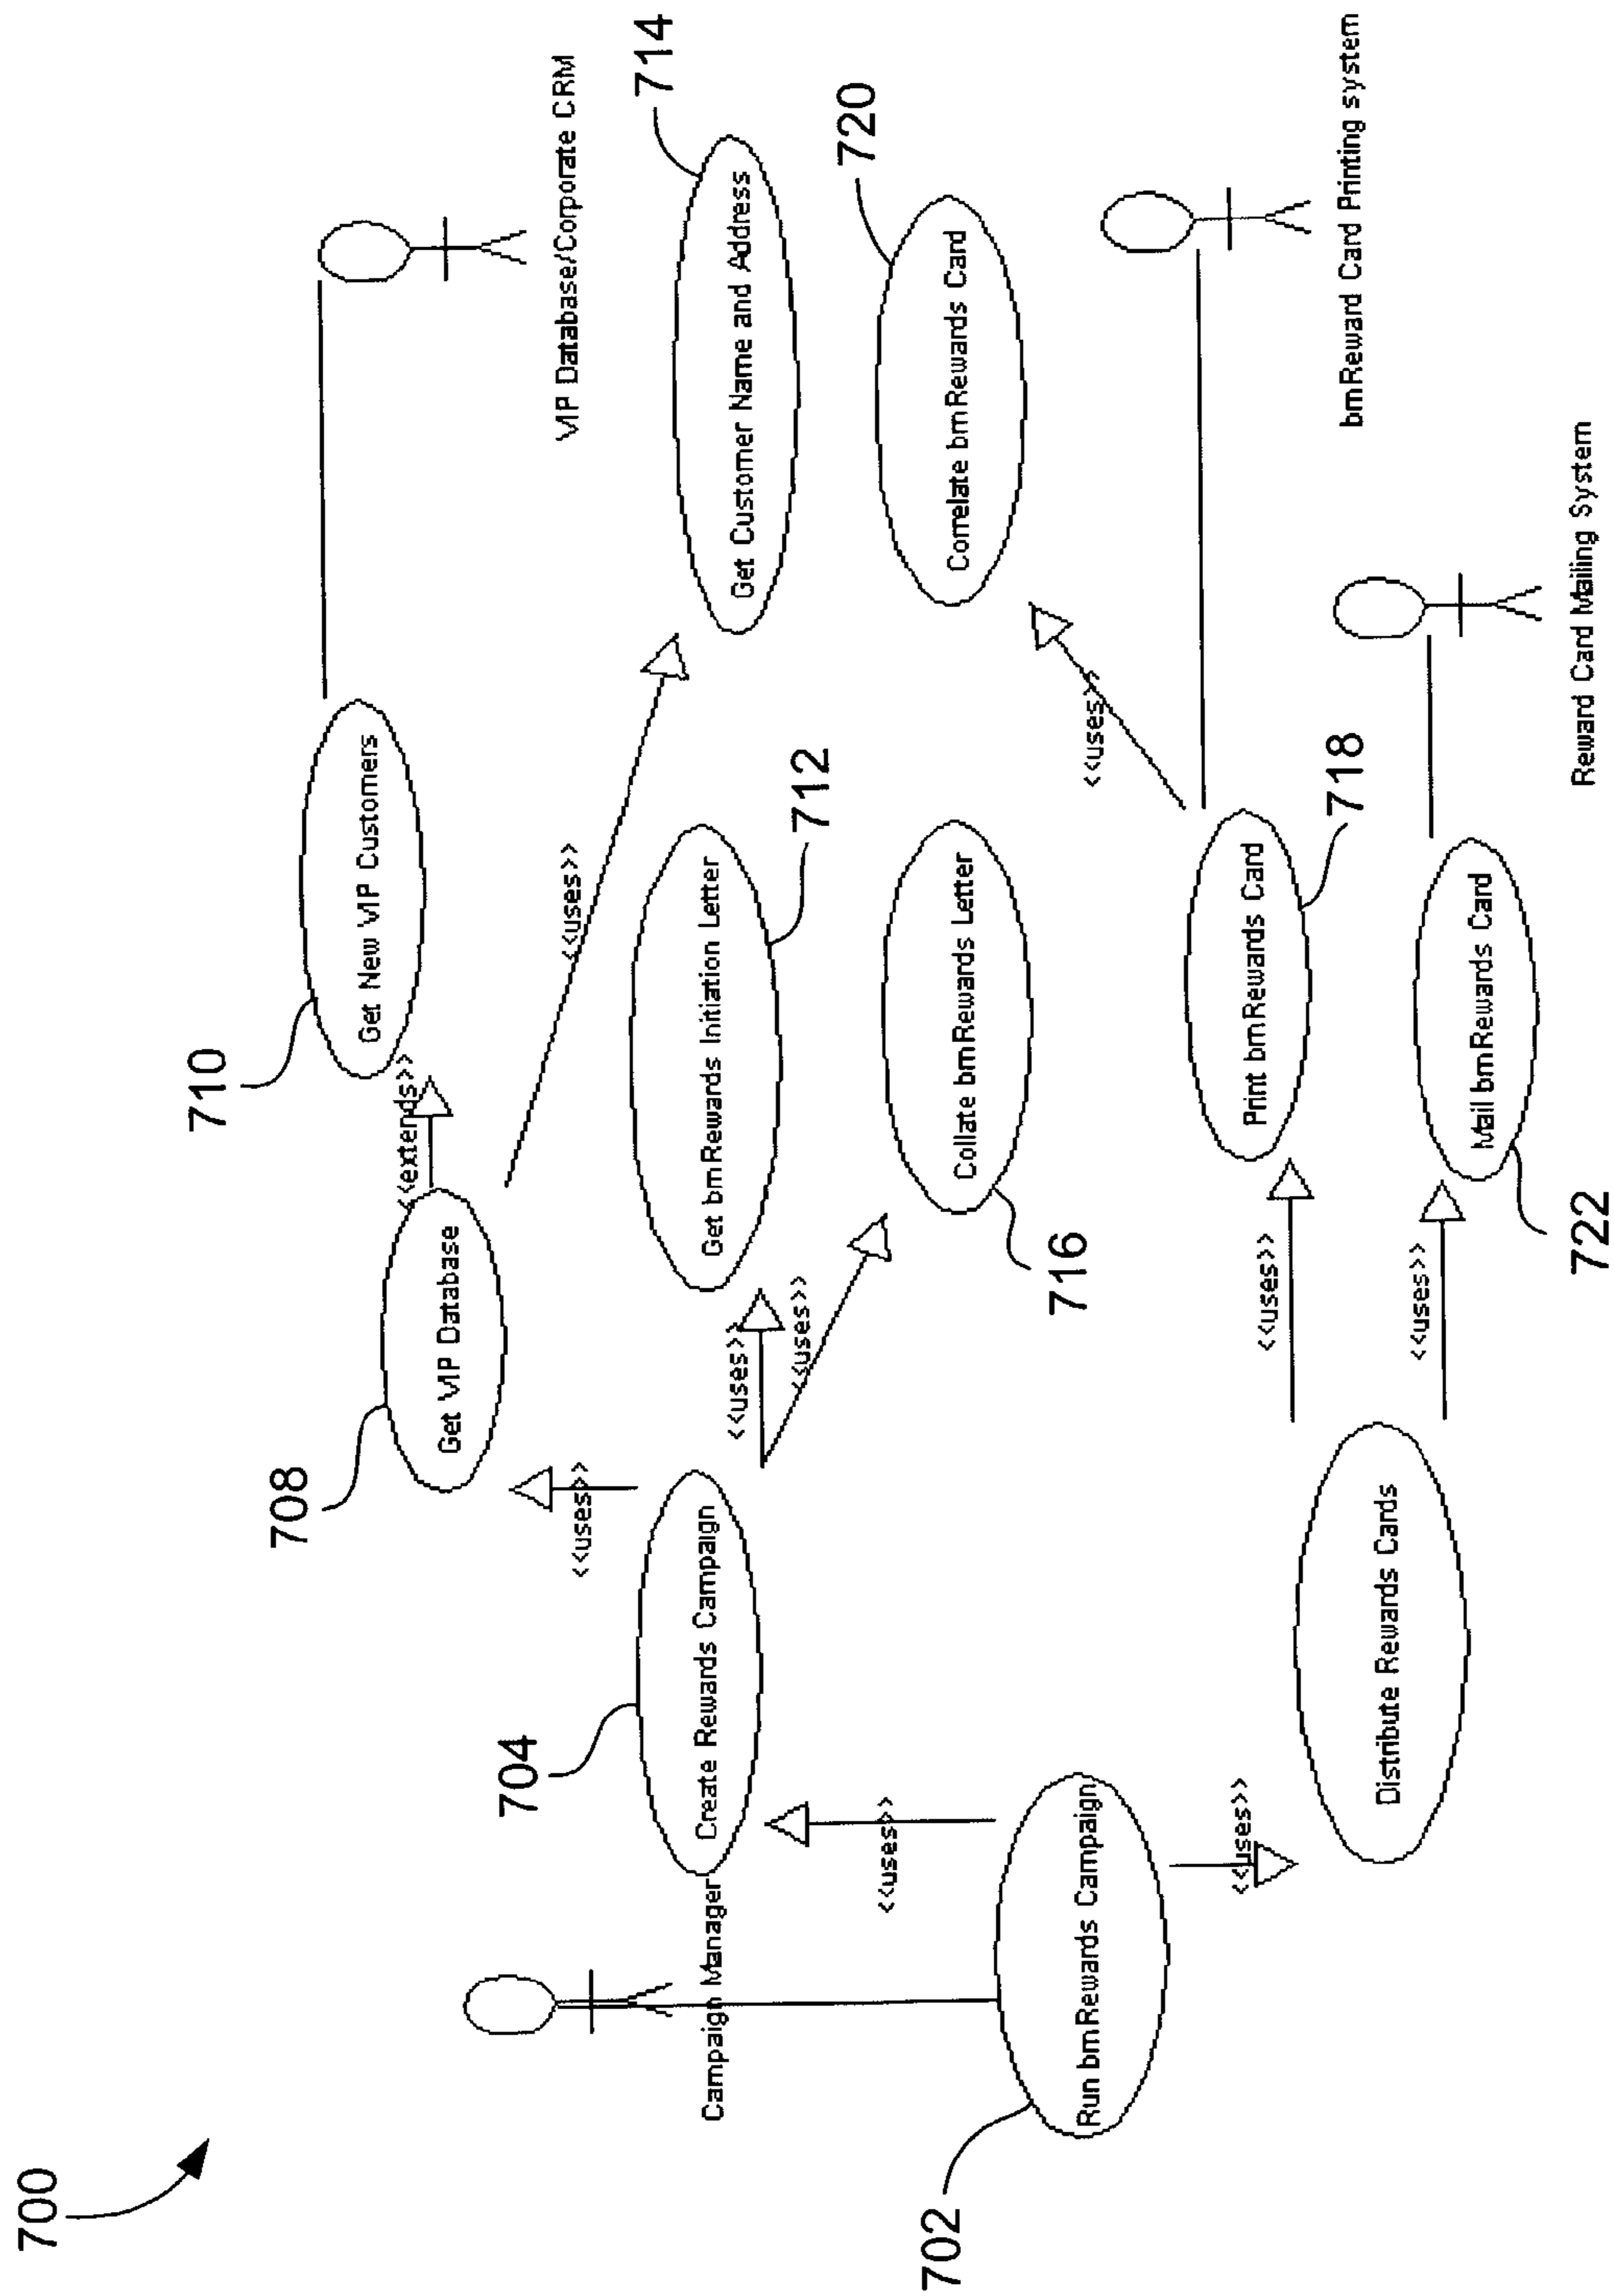 700
710
Get New VIP Customers
VIP Database/Corporate CRM
<<extends>>
708
Get VIP Database
<<uses>>
714
Get Customer Name and Address
<<uses>>
704
Create Rewards Campaign
Campaign Manager
<<uses>>
Get bmRewards Initiation Letter
712
<<uses>>
720
Correlate bmRewards Card
Collate bmRewards Letter
716
<<uses>>
702
Run bmRewards Campaign
<<uses>>
<<uses>>
bmReward Card Printing system
<<uses>>
Print bmRewards Card
718
Distribute Rewards Cards
<<uses>>
Mail bmRewards Card
722
Reward Card Mailing System